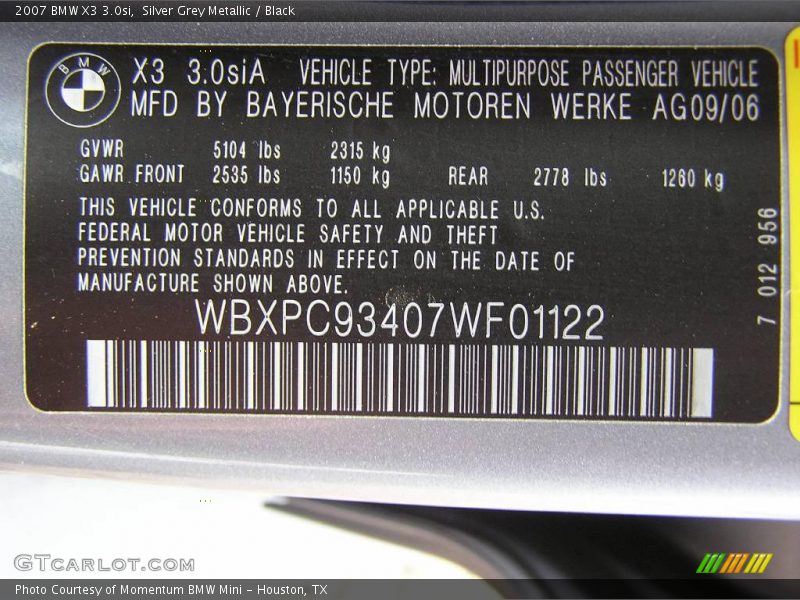 2007 BMW X3 3.0si, Silver Grey Metallic / Black
BMW
X3 3.0siA VEHICLE TYPE: MULTIPURPOSE PASSENGER VEHICLE
MFD BY BAYERISCHE MOTOREN WERKE AG09/06
GVWR 5104 lbs 2315 kg
GAWR FRONT 2535 lbs 1150 kg REAR 2778 lbs 1260 kg
THIS VEHICLE CONFORMS TO ALL APPLICABLE U.S.
FEDERAL MOTOR VEHICLE SAFETY AND THEFT
PREVENTION STANDARDS IN EFFECT ON THE DATE OF
MANUFACTURE SHOWN ABOVE.
WBXPC93407WF01122
7 012 956
GTCARLOT.COM
Photo Courtesy of Momentum BMW Mini - Houston, TX